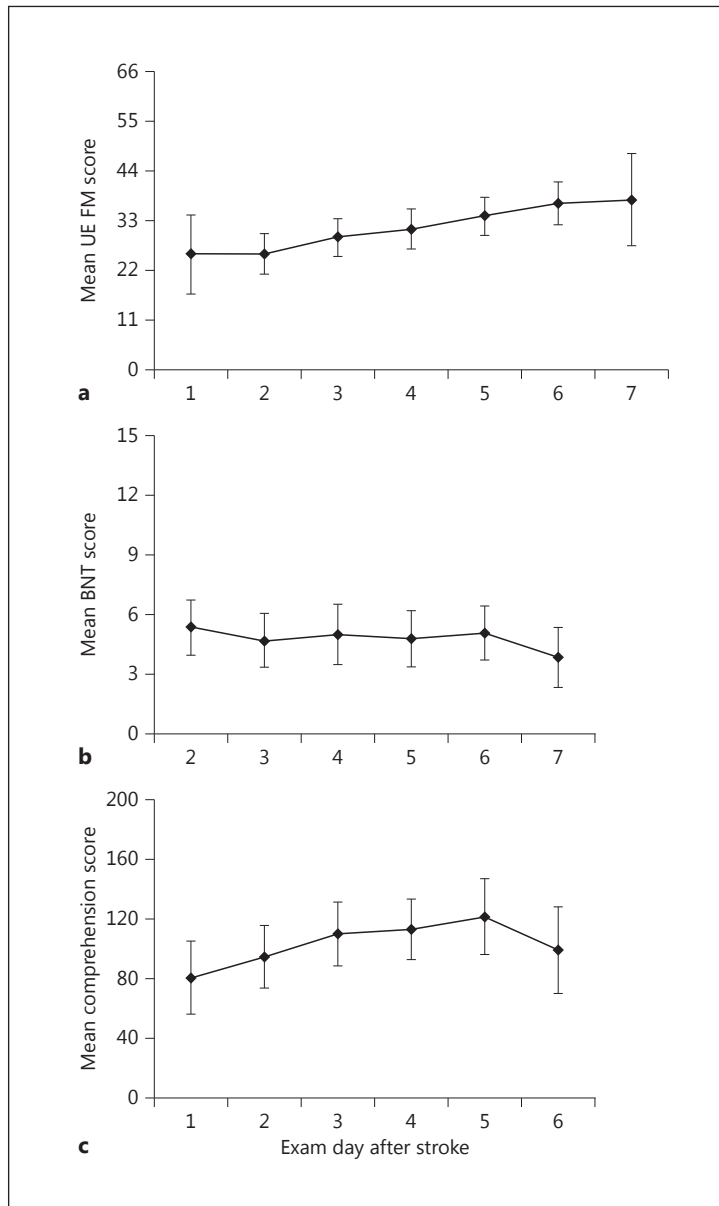 66
55
44
33
22
11
0
Mean UE FM score
a
1 2 3 4 5 6 7
15
12
9
6
3
0
Mean BNT score
b
2 3 4 5 6 7
200
160
120
80
40
0
Mean comprehension score
1 2 3 4 5 6
c
Exam day after stroke